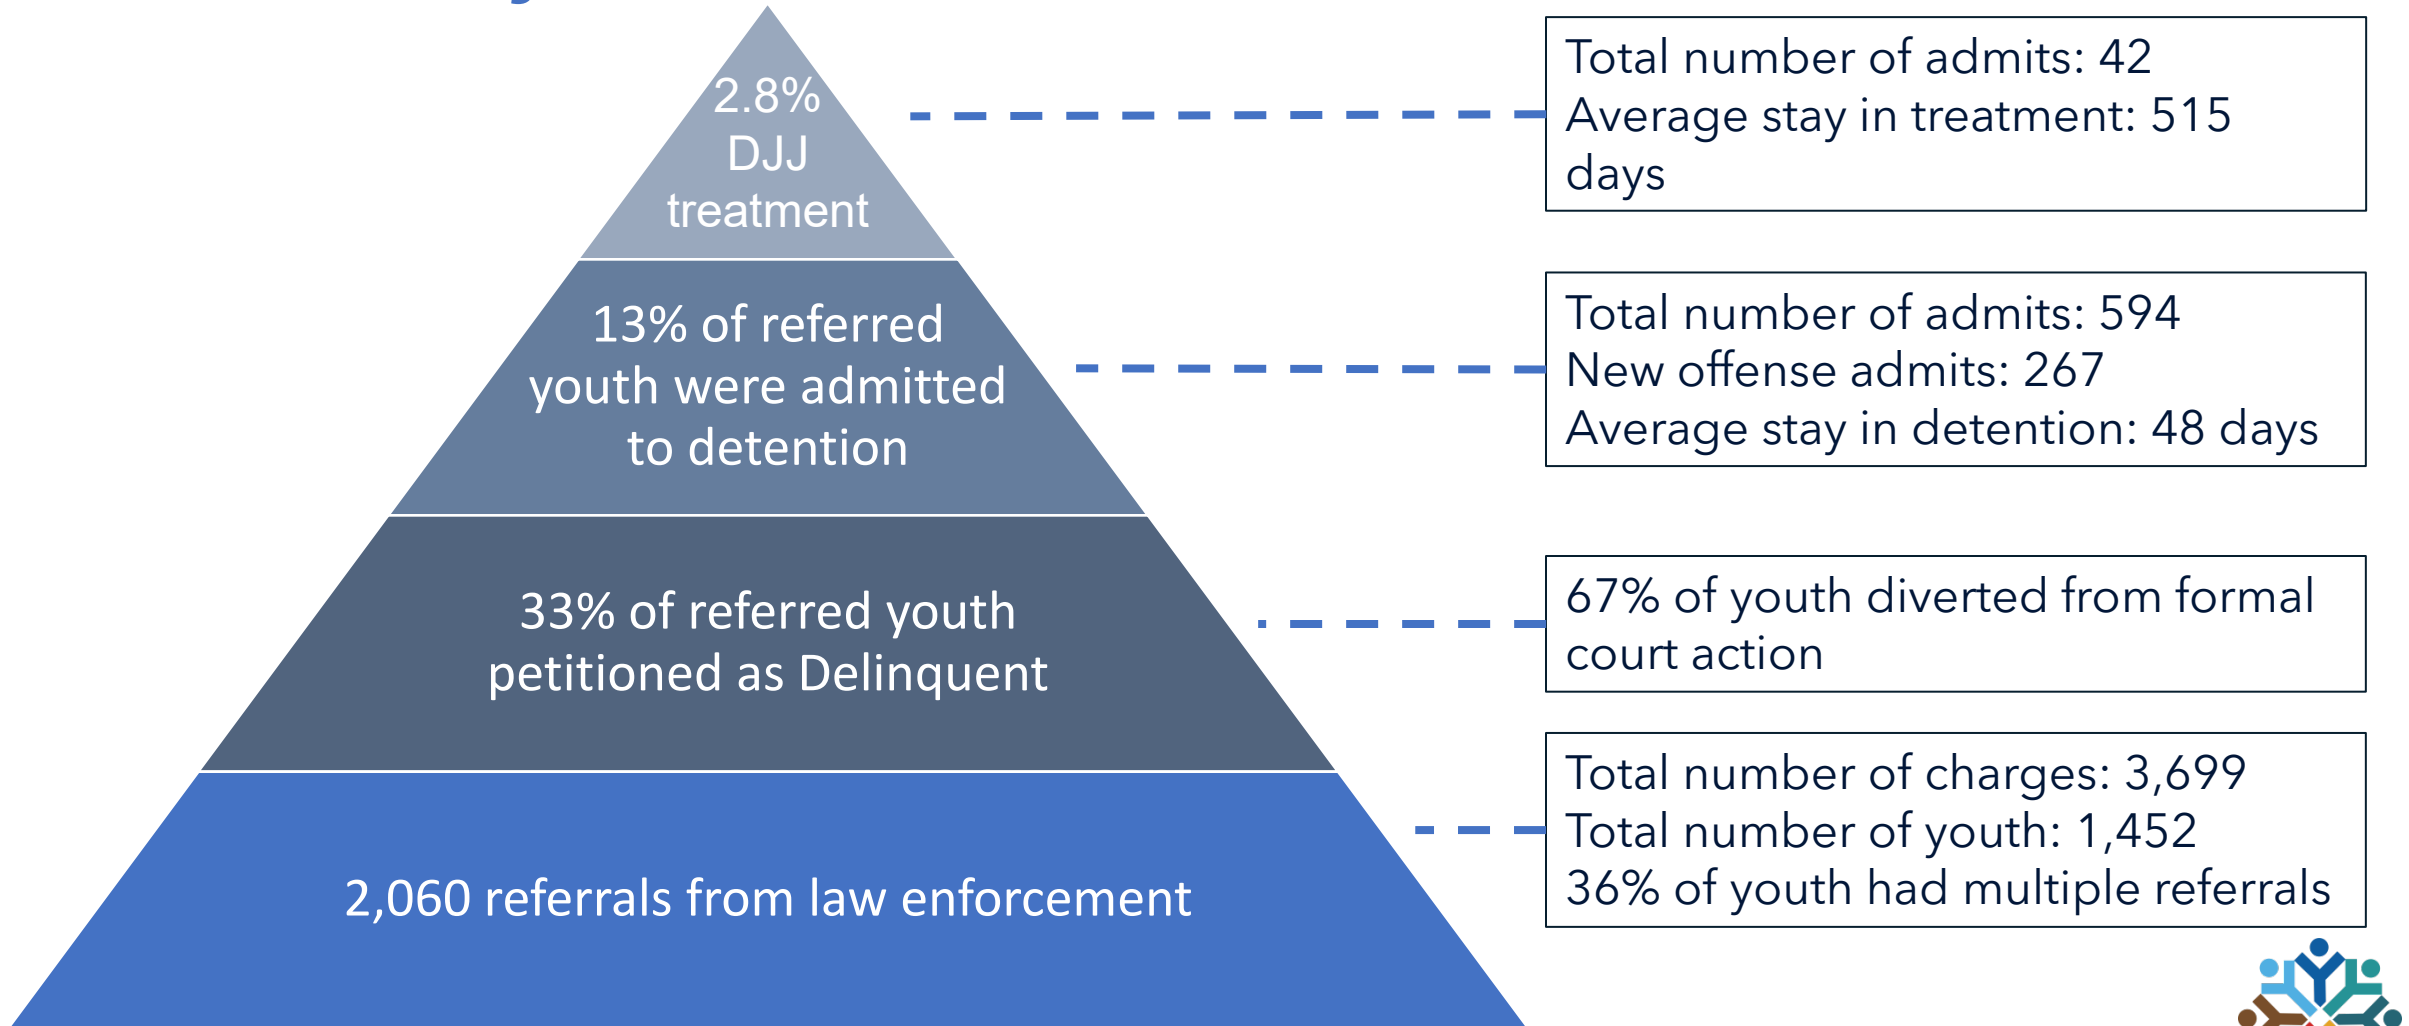 2.8%
DJJ
treatment
Total number of admits: 42
Average stay in treatment: 515
days
13% of referred
youth were admitted
to detention
Total number of admits: 594
New offense admits: 267
Average stay in detention: 48 days
33% of referred youth
petitioned as Delinquent
67% of youth diverted from formal
court action
2,060 referrals from law enforcement
Total number of charges: 3,699
Total number of youth: 1,452
36% of youth had multiple referrals